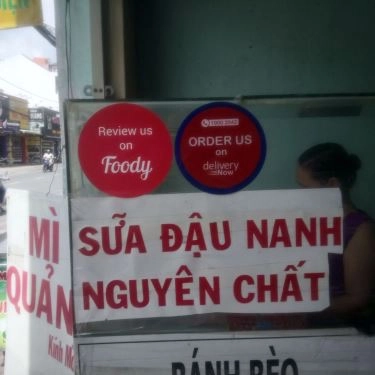 Review us
on
Foody
1900 2042
ORDER US
on
delivery
Now
MÌ
QUẢNG
SỮA ĐẬU NANH
NGUYÊN CHẤT
BÁNH BÈO